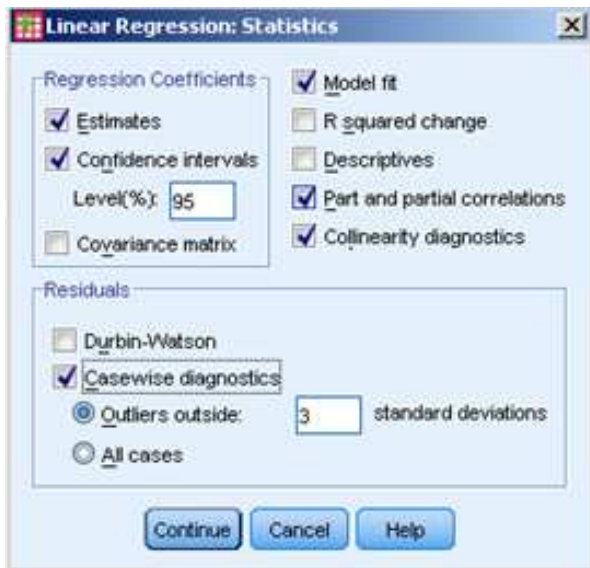 Linear Regression: Statistics
Regression Coefficients
Estimates
Confidence intervals
Level(%): 95
Covariance matrix
Model fit
R squared change
Descriptives
Part and partial correlations
Collinearity diagnostics
Residuals
Durbin-Watson
Casewise diagnostics
Outliers outside: 3 standard deviations
All cases
Continue Cancel Help